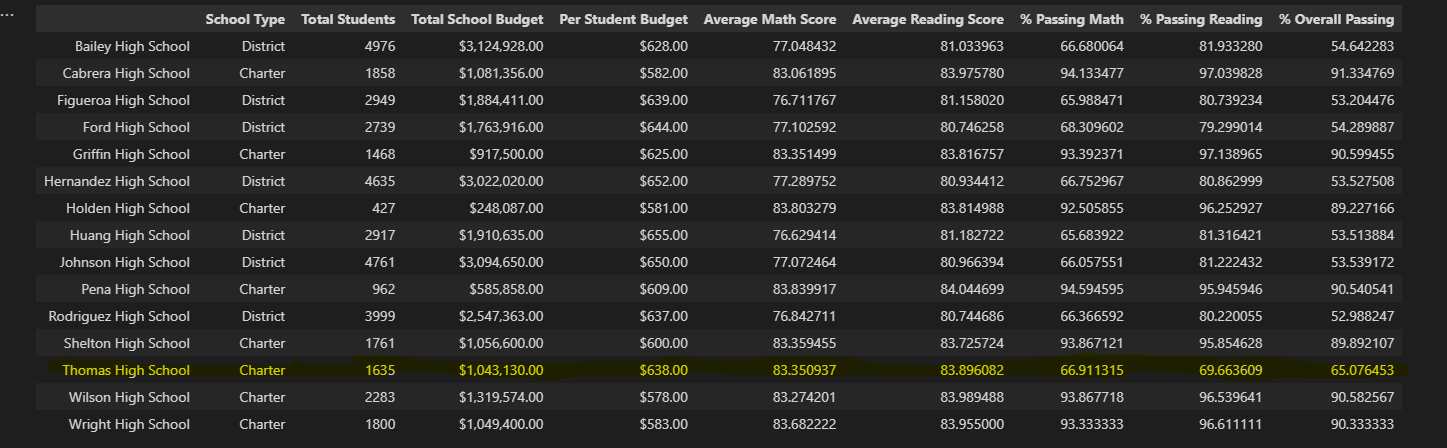 ...
School Type Total Students Total School Budget Per Student Budget Average Math Score Average Reading Score % Passing Math % Passing Reading % Overall Passing
Bailey High School District 4976 $3,124,928.00 $628.00 77.048432 81.033963 66.680064 81.933280 54.642283
Cabrera High School Charter 1858 $1,081,356.00 $582.00 83.061895 83.975780 94.133477 97.039828 91.334769
Figueroa High School District 2949 $1,884,411.00 $639.00 76.711767 81.158020 65.988471 80.739234 53.204476
Ford High School District 2739 $1,763,916.00 $644.00 77.102592 80.746258 68.309602 79.299014 54.289887
Griffin High School Charter 1468 $917,500.00 $625.00 83.351499 83.816757 93.392371 97.138965 90.599455
Hernandez High School District 4635 $3,022,020.00 $652.00 77.289752 80.934412 66.752967 80.862999 53.527508
Holden High School Charter 427 $248,087.00 $581.00 83.803279 83.814988 92.505855 96.252927 89.227166
Huang High School District 2917 $1,910,635.00 $655.00 76.629414 81.182722 65.683922 81.316421 53.513884
Johnson High School District 4761 $3,094,650.00 $650.00 77.072464 80.966394 66.057551 81.222432 53.539172
Pena High School Charter 962 $585,858.00 $609.00 83.839917 84.044699 94.594595 95.945946 90.540541
Rodriguez High School District 3999 $2,547,363.00 $637.00 76.842711 80.744686 66.366592 80.220055 52.988247
Shelton High School Charter 1761 $1,056,600.00 $600.00 83.359455 83.725724 93.867121 95.854628 89.892107
Thomas High School Charter 1635 $1,043,130.00 $638.00 83.350937 83.896082 66.911315 69.663609 65.076453
Wilson High School Charter 2283 $1,319,574.00 $578.00 83.274201 83.989488 93.867718 96.539641 90.582567
Wright High School Charter 1800 $1,049,400.00 $583.00 83.682222 83.955000 93.333333 96.611111 90.333333